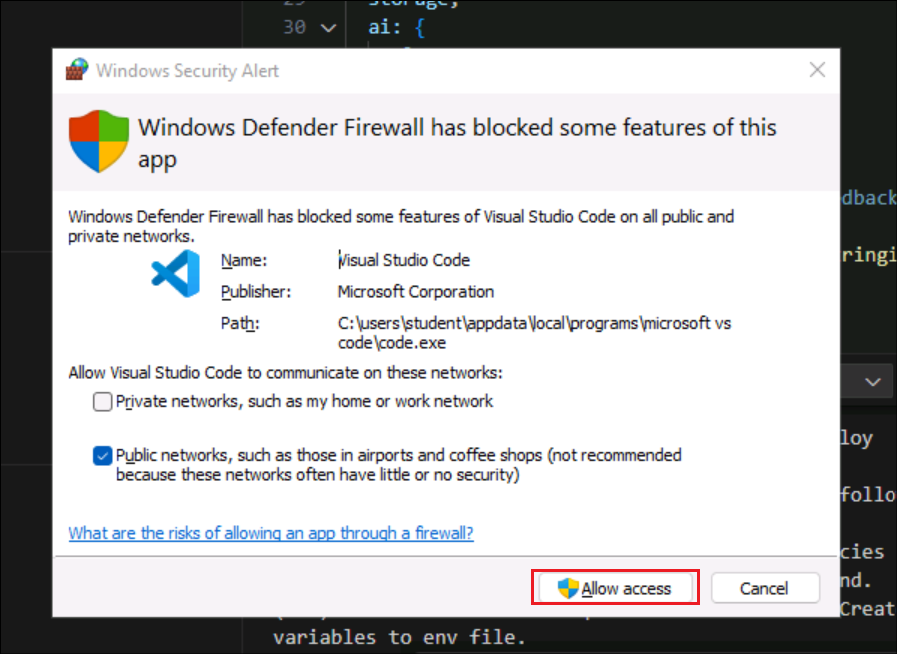 29
storage,
30
ai: {
Windows Security Alert
Windows Defender Firewall has blocked some features of this
app
Windows Defender Firewall has blocked some features of Visual Studio Code on all public and
private networks.
Name: Visual Studio Code
Publisher: Microsoft Corporation
Path: C:\users\student\appdata\local\programs\microsoft vs
code\code.exe
Allow Visual Studio Code to communicate on these networks:
Private networks, such as my home or work network
Public networks, such as those in airports and coffee shops (not recommended
because these networks often have little or no security)
What are the risks of allowing an app through a firewall?
Allow access
Cancel
dback
ringi
loy
follo
cies
nd.
Creat
variables to env file.